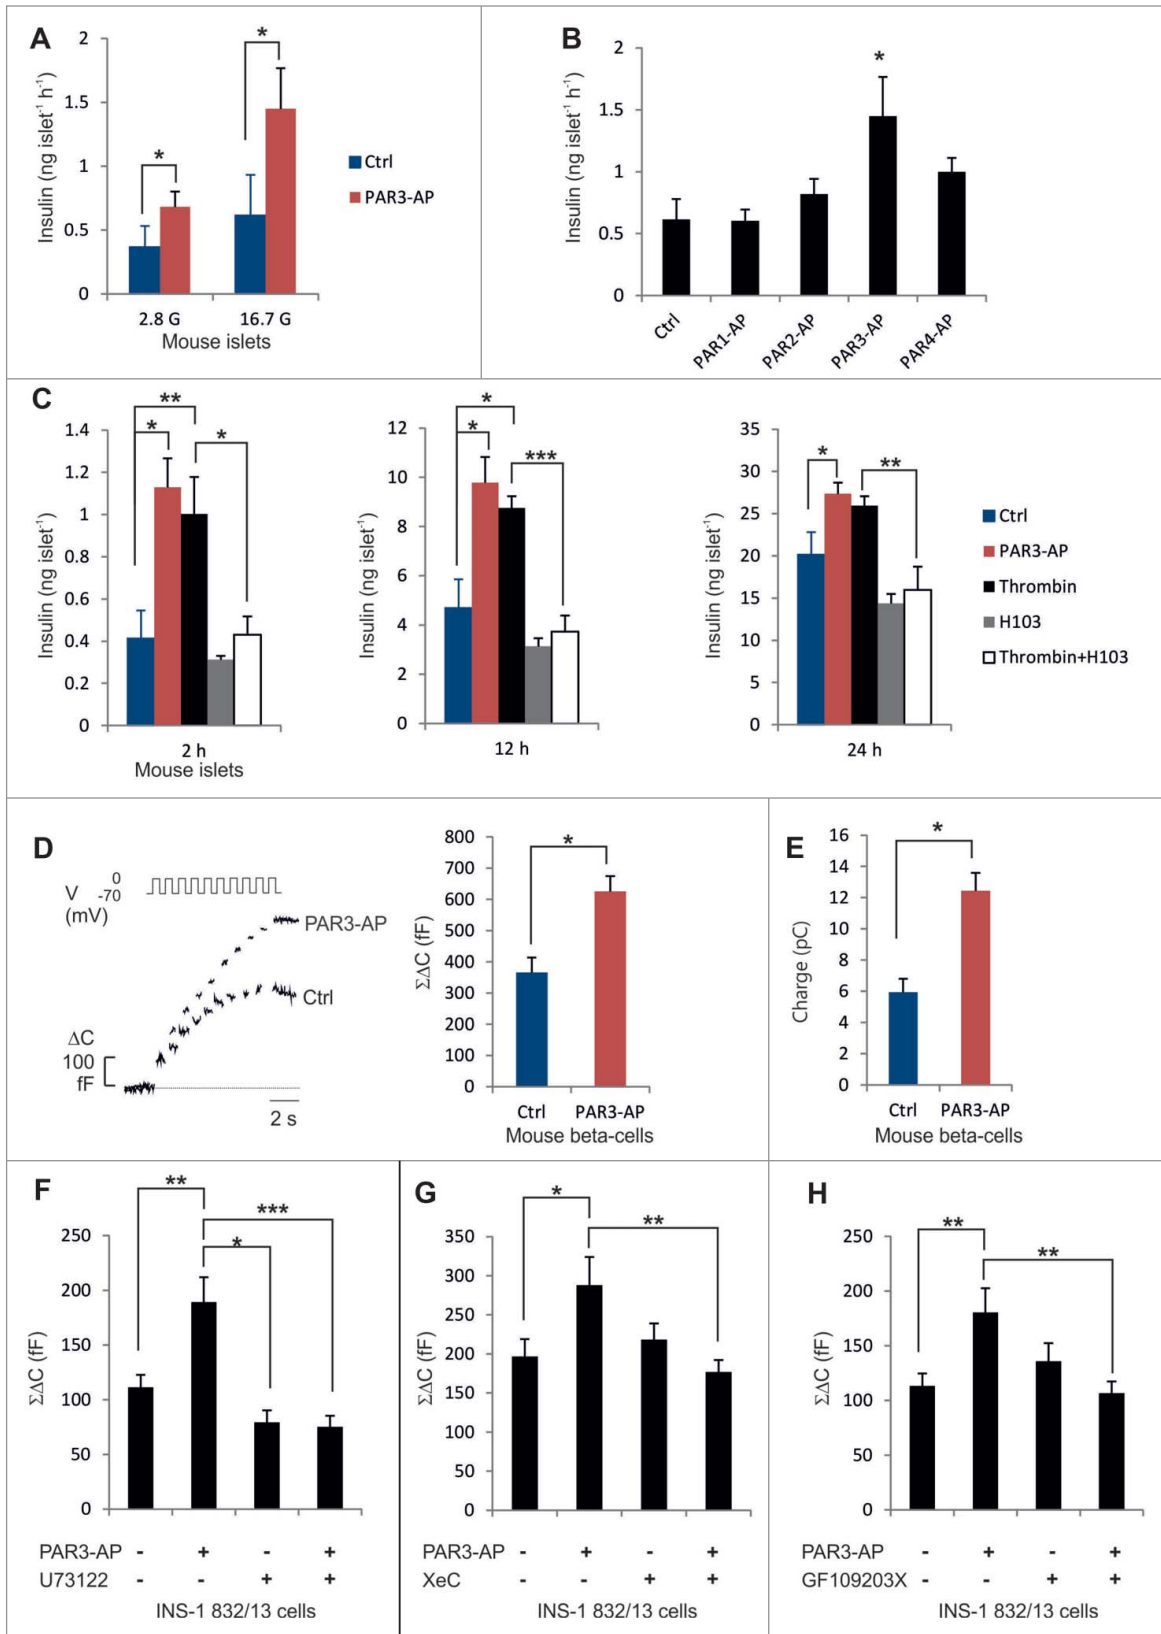 A
*
*
2
1.5
1
0.5
0
Insulin (ng islet⁻¹ h⁻¹)
2.8 G 16.7 G
Mouse islets
Ctrl
PAR3-AP
B
*
2
1.5
1
0.5
0
Insulin (ng islet⁻¹ h⁻¹)
Ctrl PAR1-AP PAR2-AP PAR3-AP PAR4-AP
C
**
*
*
1.4
1.2
1
0.8
0.6
0.4
0.2
0
Insulin (ng islet⁻¹)
2 h
Mouse islets
*
*
***
12
10
8
6
4
2
0
Insulin (ng islet⁻¹)
12 h
*
**
35
30
25
20
15
10
5
0
Insulin (ng islet⁻¹)
24 h
Ctrl
PAR3-AP
Thrombin
H103
Thrombin+H103
D
V
(mV)
0
-70
PAR3-AP
Ctrl
ΔC
100
fF
2 s
*
800
700
600
500
400
300
200
100
0
ΣΔC (fF)
Ctrl PAR3-AP
Mouse beta-cells
E
*
16
14
12
10
8
6
4
2
0
Charge (pC)
Ctrl PAR3-AP
Mouse beta-cells
F
**
***
*
250
200
150
100
50
0
ΣΔC (fF)
PAR3-AP - + - +
U73122 - - + +
INS-1 832/13 cells
G
*
**
350
300
250
200
150
100
50
0
ΣΔC (fF)
PAR3-AP - + - +
XeC - - + +
INS-1 832/13 cells
H
**
**
250
200
150
100
50
0
ΣΔC (fF)
PAR3-AP - + - +
GF109203X - - + +
INS-1 832/13 cells